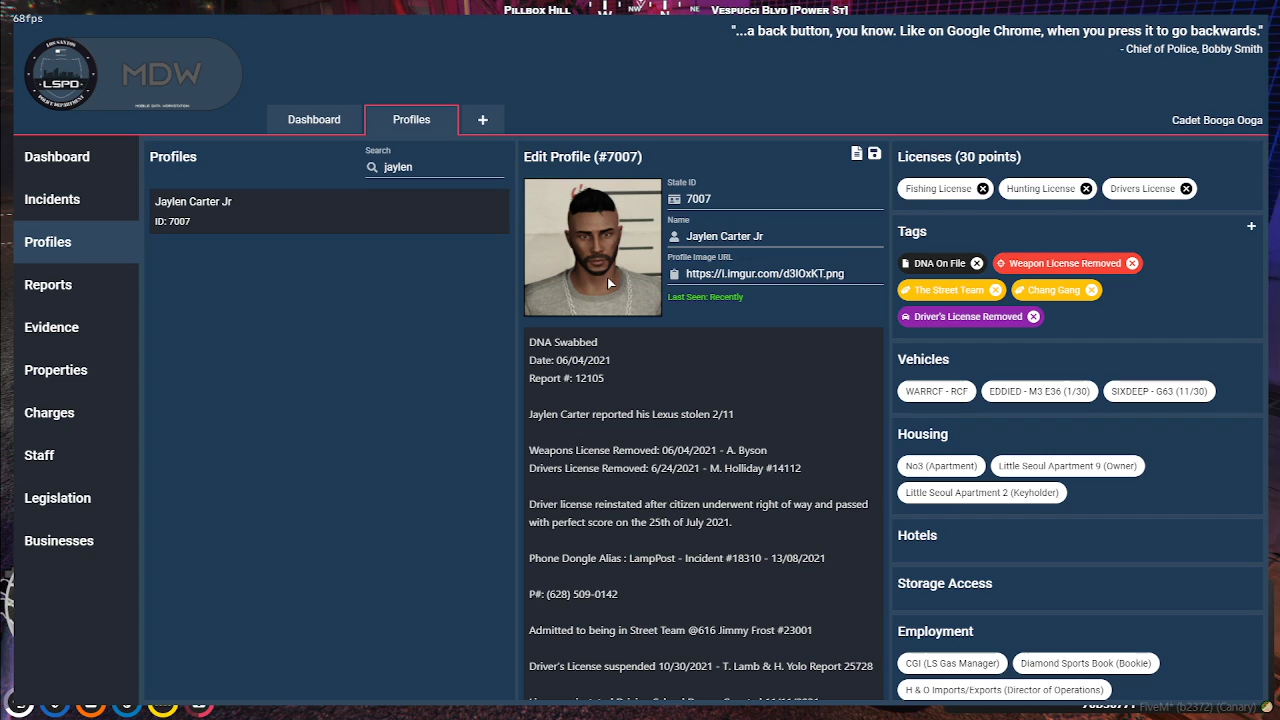 68fps
PILLBOX HILL
NW
NE
VESPUCCI BLVD [POWER ST]
"...a back button, you know. Like on Google Chrome, when you press it to go backwards."
- Chief of Police, Bobby Smith
LOS SANTOS
LSPD
POLICE DEPARTMENT
MDW
MOBILE DATA WORKSTATION
Dashboard
Profiles
+
Cadet Booga Ooga
Dashboard
Incidents
Profiles
Reports
Evidence
Properties
Charges
Staff
Legislation
Businesses
Profiles
Search
jaylen
Jaylen Carter Jr
ID: 7007
Edit Profile (#7007)
State ID
7007
Name
Jaylen Carter Jr
Profile Image URL
https://i.imgur.com/d3lOxKT.png
Last Seen: Recently
DNA Swabbed
Date: 06/04/2021
Report #: 12105
Jaylen Carter reported his Lexus stolen 2/11
Weapons License Removed: 06/04/2021 - A. Byson
Drivers License Removed: 6/24/2021 - M. Holliday #14112
Driver license reinstated after citizen underwent right of way and passed
with perfect score on the 25th of July 2021.
Phone Dongle Alias : LampPost - Incident #18310 - 13/08/2021
P#: (628) 509-0142
Admitted to being in Street Team @616 Jimmy Frost #23001
Driver's License suspended 10/30/2021 - T. Lamb & H. Yolo Report 25728
Licenses (30 points)
Fishing License
Hunting License
Drivers License
Tags
+
DNA On File
Weapon License Removed
The Street Team
Chang Gang
Driver's License Removed
Vehicles
WARRCF - RCF
EDDIED - M3 E36 (1/30)
SIXDEEP - G63 (11/30)
Housing
No3 (Apartment)
Little Seoul Apartment 9 (Owner)
Little Seoul Apartment 2 (Keyholder)
Hotels
Storage Access
Employment
CGI (LS Gas Manager)
Diamond Sports Book (Bookie)
H & O Imports/Exports (Director of Operations)
FiveM* (b2372) (Canary)